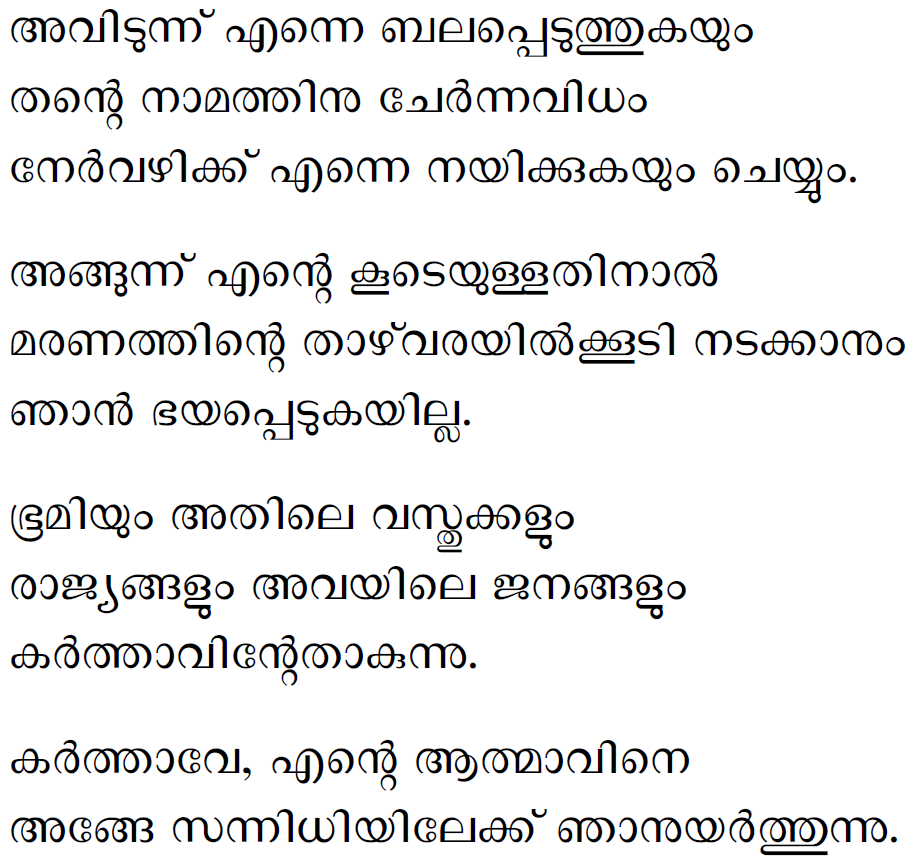 അവിടുന്ന് എന്നെ ബലപ്പെടുത്തുകയും
തന്റെ നാമത്തിനു ചേർന്നവിധം
നേർവഴിക്ക് എന്നെ നയിക്കുകയും ചെയ്യും.
അങ്ങുന്ന് എന്റെ കൂടെയുള്ളതിനാൽ
മരണത്തിന്റെ താഴ്‌വരയിൽക്കൂടി നടക്കാനും
ഞാൻ ഭയപ്പെടുകയില്ല.
ഭൂമിയും അതിലെ വസ്തുക്കളും
രാജ്യങ്ങളും അവയിലെ ജനങ്ങളും
കർത്താവിന്റേതാകുന്നു.
കർത്താവേ, എന്റെ ആത്മാവിനെ
അങ്ങേ സന്നിധിയിലേക്ക് ഞാനുയർത്തുന്നു.